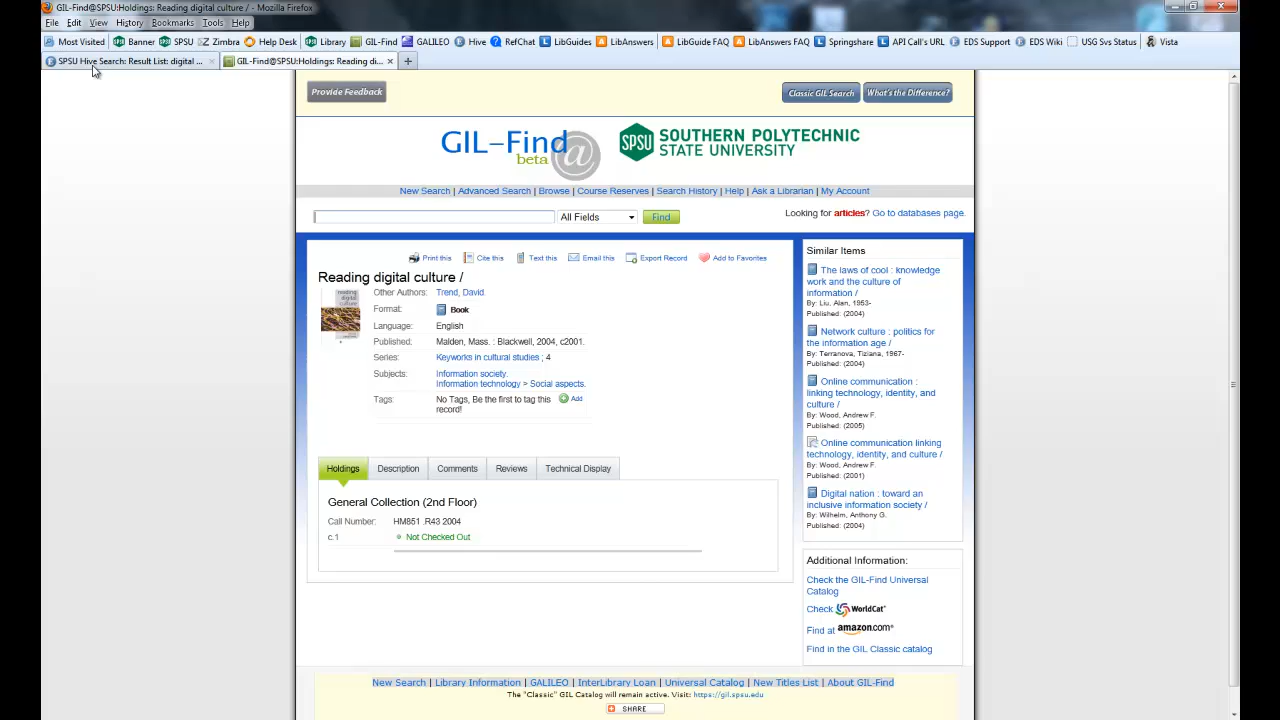 GIL-Find@SPSU:Holdings: Reading digital culture / - Mozilla Firefox
File Edit View History Bookmarks Tools Help
Most Visited Banner SPSU Zimbra Help Desk Library GIL-Find GALILEO Hive RefChat LibGuides LibAnswers LibGuide FAQ LibAnswers FAQ Springshare API Call's URL EDS Support EDS Wiki USG Svs Status Vista
SPSU Hive Search: Result List: digital ... GIL-Find@SPSU:Holdings: Reading di...
Provide Feedback Classic GIL Search What's the Difference?
GIL-Find beta @ SPSU SOUTHERN POLYTECHNIC
STATE UNIVERSITY
New Search | Advanced Search | Browse | Course Reserves | Search History | Help | Ask a Librarian | My Account
All Fields Find Looking for articles? Go to databases page.
Print this Cite this Text this Email this Export Record Add to Favorites
Reading digital culture /
reading
digital
culture
Other Authors: Trend, David.
Format: Book
Language: English
Published: Malden, Mass. : Blackwell, 2004, c2001.
Series: Keyworks in cultural studies ; 4
Subjects: Information society.
Information technology > Social aspects.
Tags: No Tags, Be the first to tag this record! Add
Holdings Description Comments Reviews Technical Display
General Collection (2nd Floor)
Call Number: HM851 .R43 2004
c.1 Not Checked Out
Similar Items
The laws of cool : knowledge
work and the culture of
information /
By: Liu, Alan, 1953-
Published: (2004)
Network culture : politics for
the information age /
By: Terranova, Tiziana, 1967-
Published: (2004)
Online communication :
linking technology, identity, and
culture /
By: Wood, Andrew F.
Published: (2005)
Online communication linking
technology, identity, and culture /
By: Wood, Andrew F.
Published: (2001)
Digital nation : toward an
inclusive information society /
By: Wilhelm, Anthony G.
Published: (2004)
Additional Information:
Check the GIL-Find Universal
Catalog
Check WorldCat
Find at amazon.com
Find in the GIL Classic catalog
New Search | Library Information | GALILEO | InterLibrary Loan | Universal Catalog | New Titles List | About GIL-Find
The "Classic" GIL Catalog will remain active. Visit: https://gil.spsu.edu
SHARE